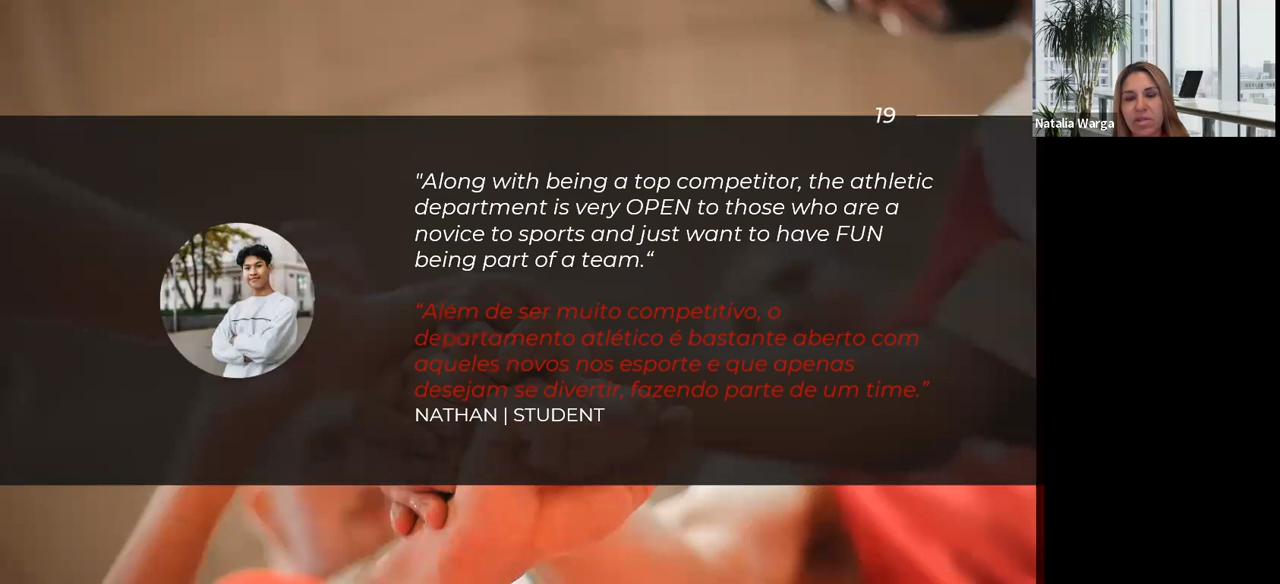 19
Natalia Warga
"Along with being a top competitor, the athletic
department is very OPEN to those who are a
novice to sports and just want to have FUN
being part of a team.“
“Além de ser muito competitivo, o
departamento atlético é bastante aberto com
aqueles novos nos esporte e que apenas
desejam se divertir, fazendo parte de um time.”
NATHAN | STUDENT